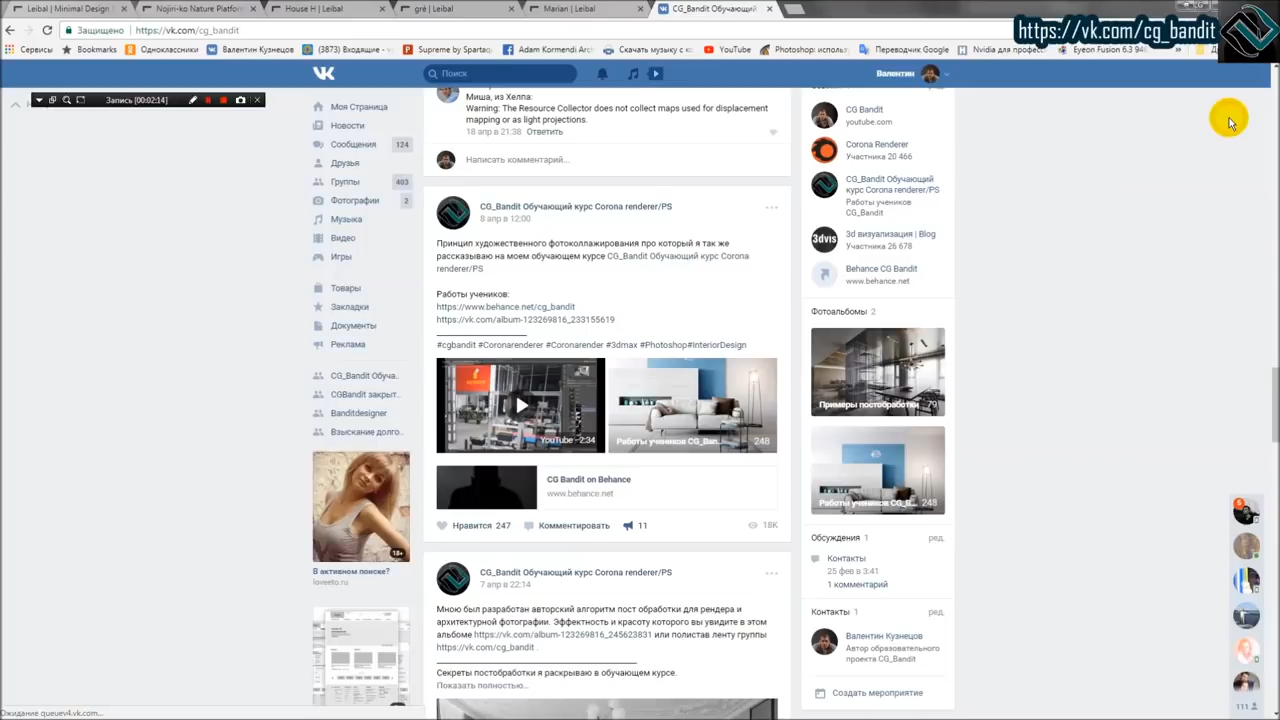 Leibal | Minimal Design
Nojiri-ko Nature Platform
House H | Leibal
grė | Leibal
Marian | Leibal
CG_Bandit Обучающий
Защищено
https://vk.com/cg_bandit
https://vk.com/cg_bandit
Сервисы
Bookmarks
Одноклассники
Валентин Кузнецов
(3873) Входящие -
Supreme by Spartaq
Adam Kormendi Ar
Скачать музыку с к
YouTube
Photoshop: исполь
Переводчик Google
Nvidia для професс
Eyeon Fusion 6.3 948
Поиск
Валентин
Запись [00:02:14]
Моя Страница
Новости
Сообщения 124
Друзья
Группы 403
Фотографии 2
Музыка
Видео
Игры
Товары
Закладки
Документы
Реклама
CG_Bandit Обуча..
CGBandit закрыт..
Banditdesigner
Взыскание долго..
18+
В активном поиске?
loveeto.ru
Миша, из Хелпа:
Warning: The Resource Collector does not collect maps used for displacement
mapping or as light projections.
18 апр в 21:38 Ответить
Написать комментарий...
CG_Bandit Обучающий курс Corona renderer/PS
8 апр в 12:00
Принцип художественного фотоколлажирования про который я так же
рассказываю на моем обучающем курсе CG_Bandit Обучающий курс Corona
renderer/PS
Работы учеников:
https://www.behance.net/cg_bandit
https://vk.com/album-123269816_233155619
#cgbandit #Coronarenderer #Coronarender #3dmax #Photoshop#InteriorDesign
YouTube · 2:34
Работы учеников CG_Ban... 248
CG Bandit on Behance
www.behance.net
Нравится 247
Комментировать
11
18K
CG_Bandit Обучающий курс Corona renderer/PS
7 апр в 22:14
Мною был разработан авторский алгоритм пост обработки для рендера и
архитектурной фотографии. Эффектность и красоту которого вы увидите в этом
альбоме https://vk.com/album-123269816_245623831 или полистав ленту группы
https://vk.com/cg_bandit .
Секреты постобработки я раскрываю в обучающем курсе.
Показать полностью...
CG Bandit
youtube.com
Corona Renderer
Участника 20 466
CG_Bandit Обучающий
курс Corona renderer/PS
Работы учеников
CG_Bandit
3dvis
3d визуализация | Blog
Участника 26 678
Behance CG Bandit
www.behance.net
Фотоальбомы 2
Примеры постобработки 79
Работы учеников CG_B... 248
Обсуждения 1 ред.
Контакты
25 фев в 3:41
1 комментарий
Контакты 1 ред.
Валентин Кузнецов
Автор образовательного
проекта CG_Bandit
Создать мероприятие
111
Ожидание queuev4.vk.com...